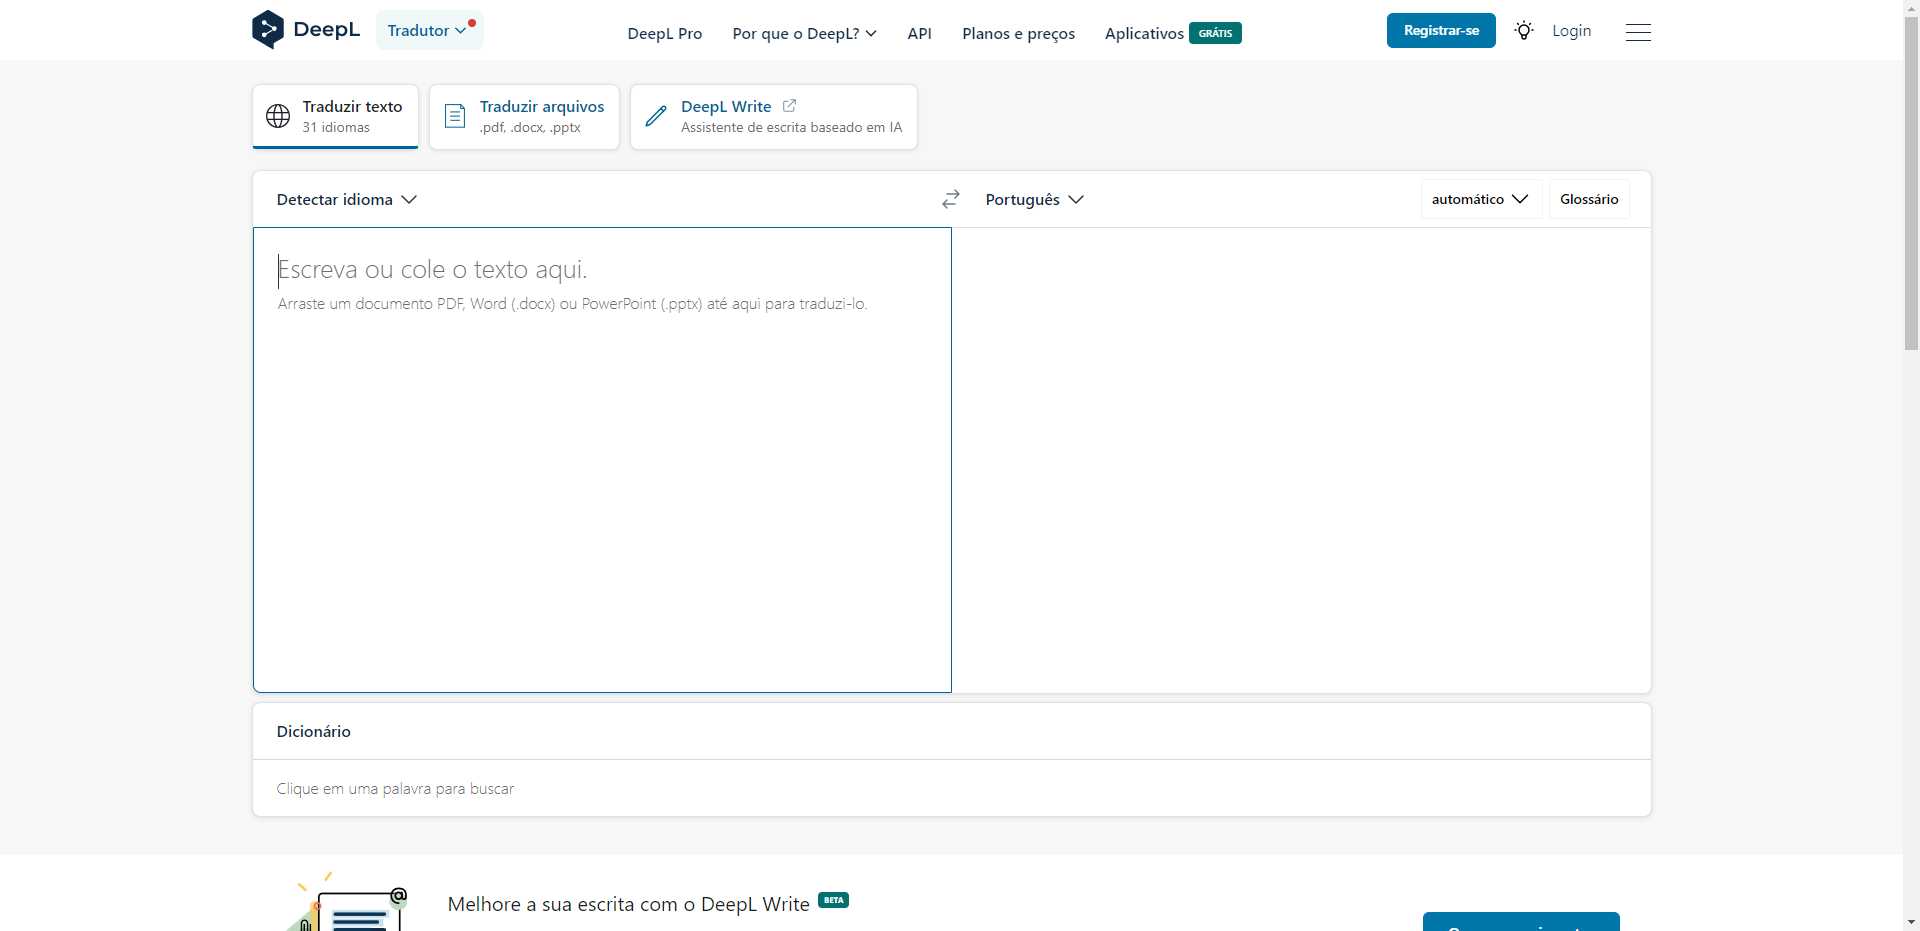 DeepL
Tradutor
DeepL Pro
Por que o DeepL?
API
Planos e preços
Aplicativos
GRÁTIS
Registrar-se
Login
Traduzir texto
31 idiomas
Traduzir arquivos
.pdf, .docx, .pptx
DeepL Write
Assistente de escrita baseado em IA
Detectar idioma
Português
automático
Glossário
Escreva ou cole o texto aqui.
Arraste um documento PDF, Word (.docx) ou PowerPoint (.pptx) até aqui para traduzi-lo.
Dicionário
Clique em uma palavra para buscar
@
Melhore a sua escrita com o DeepL Write
BETA